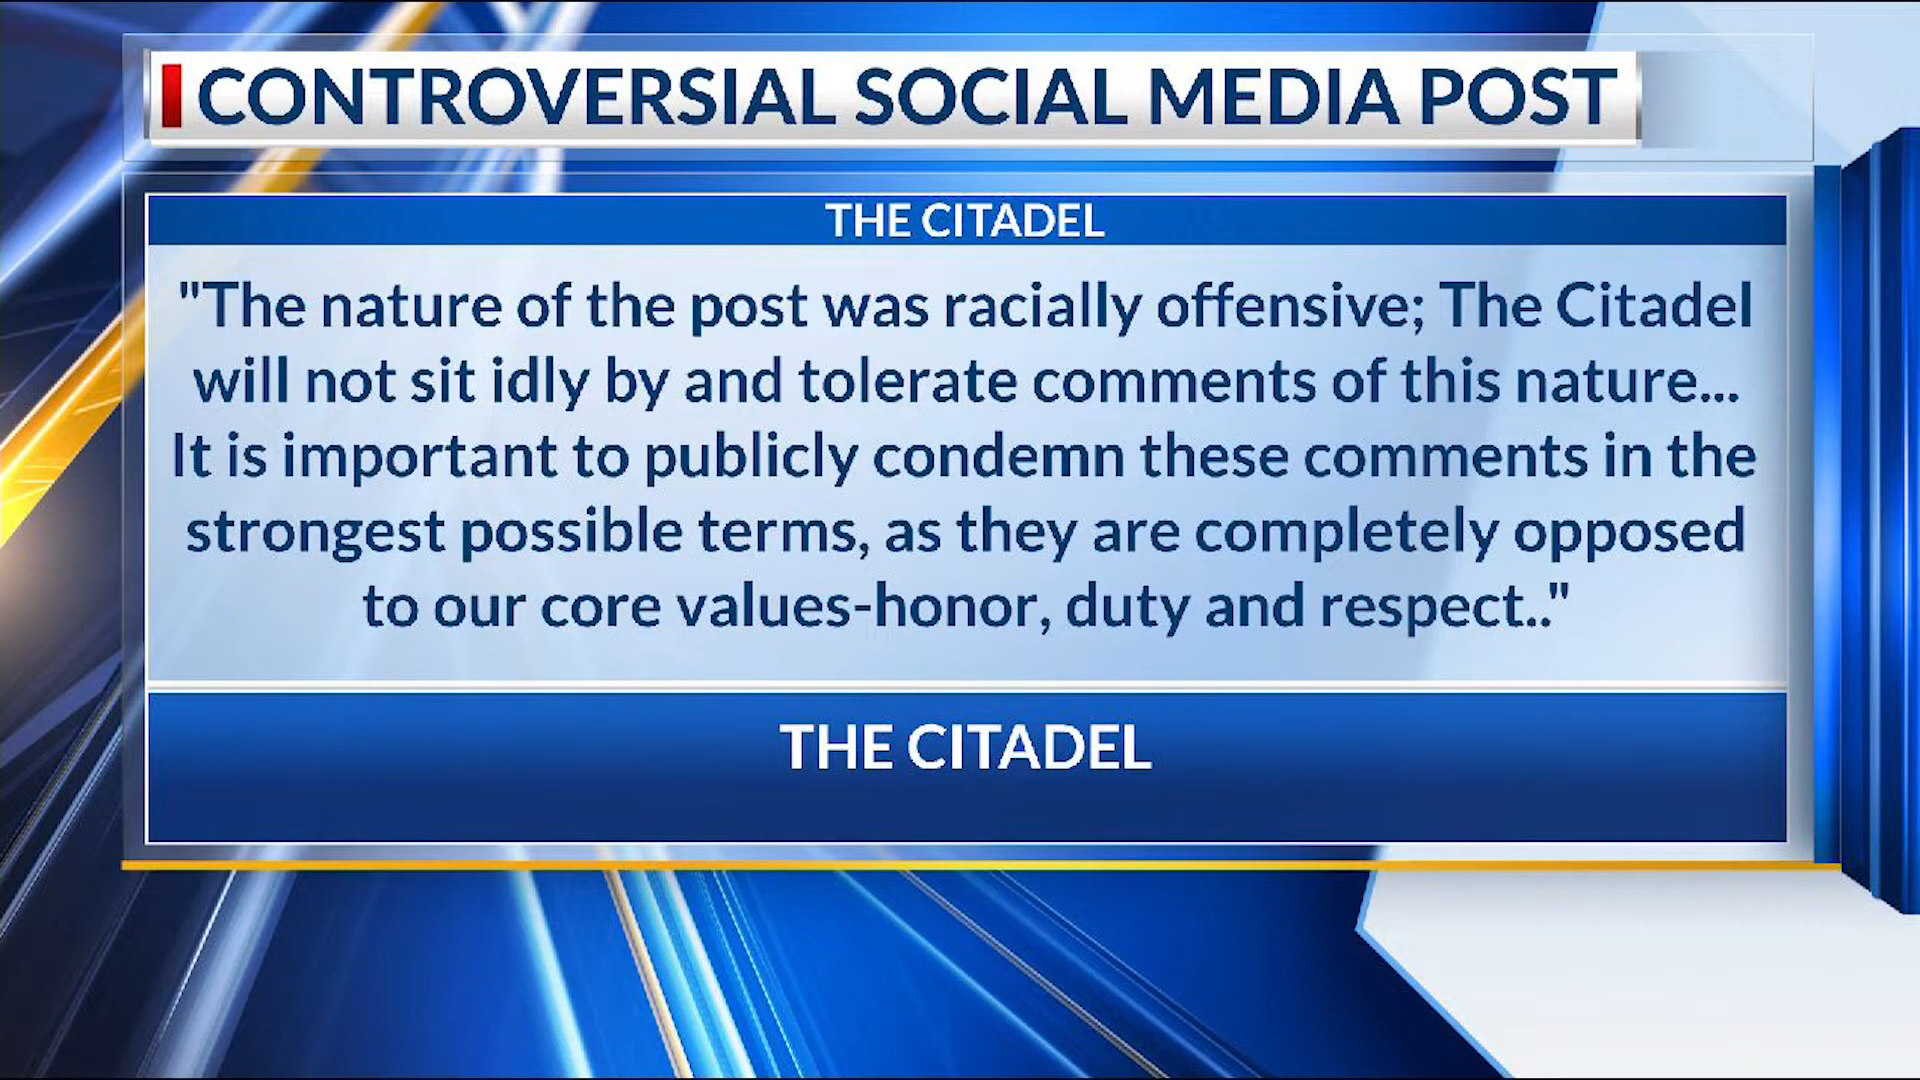 CONTROVERSIAL SOCIAL MEDIA POST
THE CITADEL
"The nature of the post was racially offensive; The Citadel
will not sit idly by and tolerate comments of this nature...
It is important to publicly condemn these comments in the
strongest possible terms, as they are completely opposed
to our core values-honor, duty and respect.."
THE CITADEL